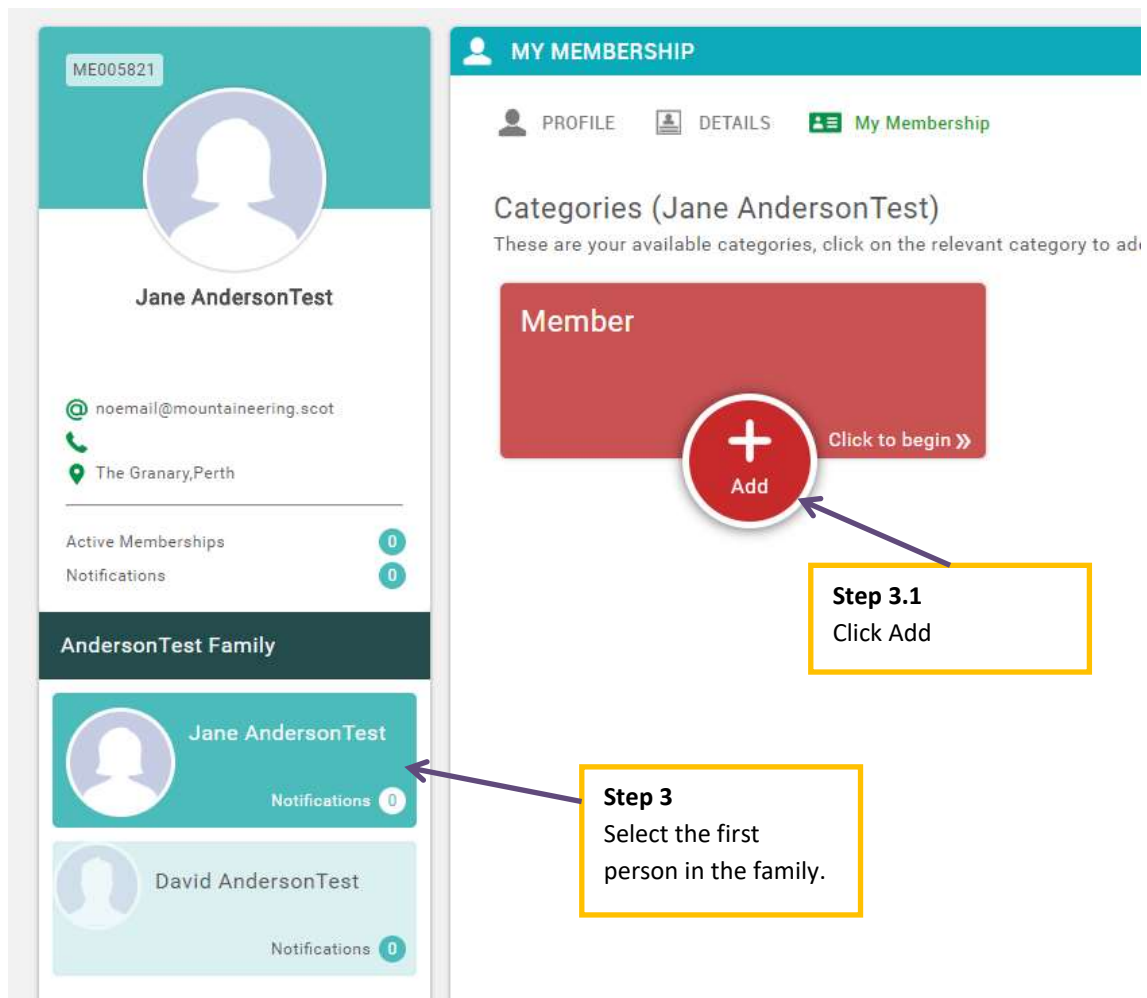 ME005821
Jane AndersonTest
noemail@mountaineering.scot
The Granary,Perth
Active Memberships 0
Notifications 0
AndersonTest Family
Jane AndersonTest
Notifications 0
David AndersonTest
Notifications 0
MY MEMBERSHIP
PROFILE DETAILS My Membership
Categories (Jane AndersonTest)
These are your available categories, click on the relevant category to
Member
Click to begin »
Add
Step 3.1
Click Add
Step 3
Select the first
person in the family.